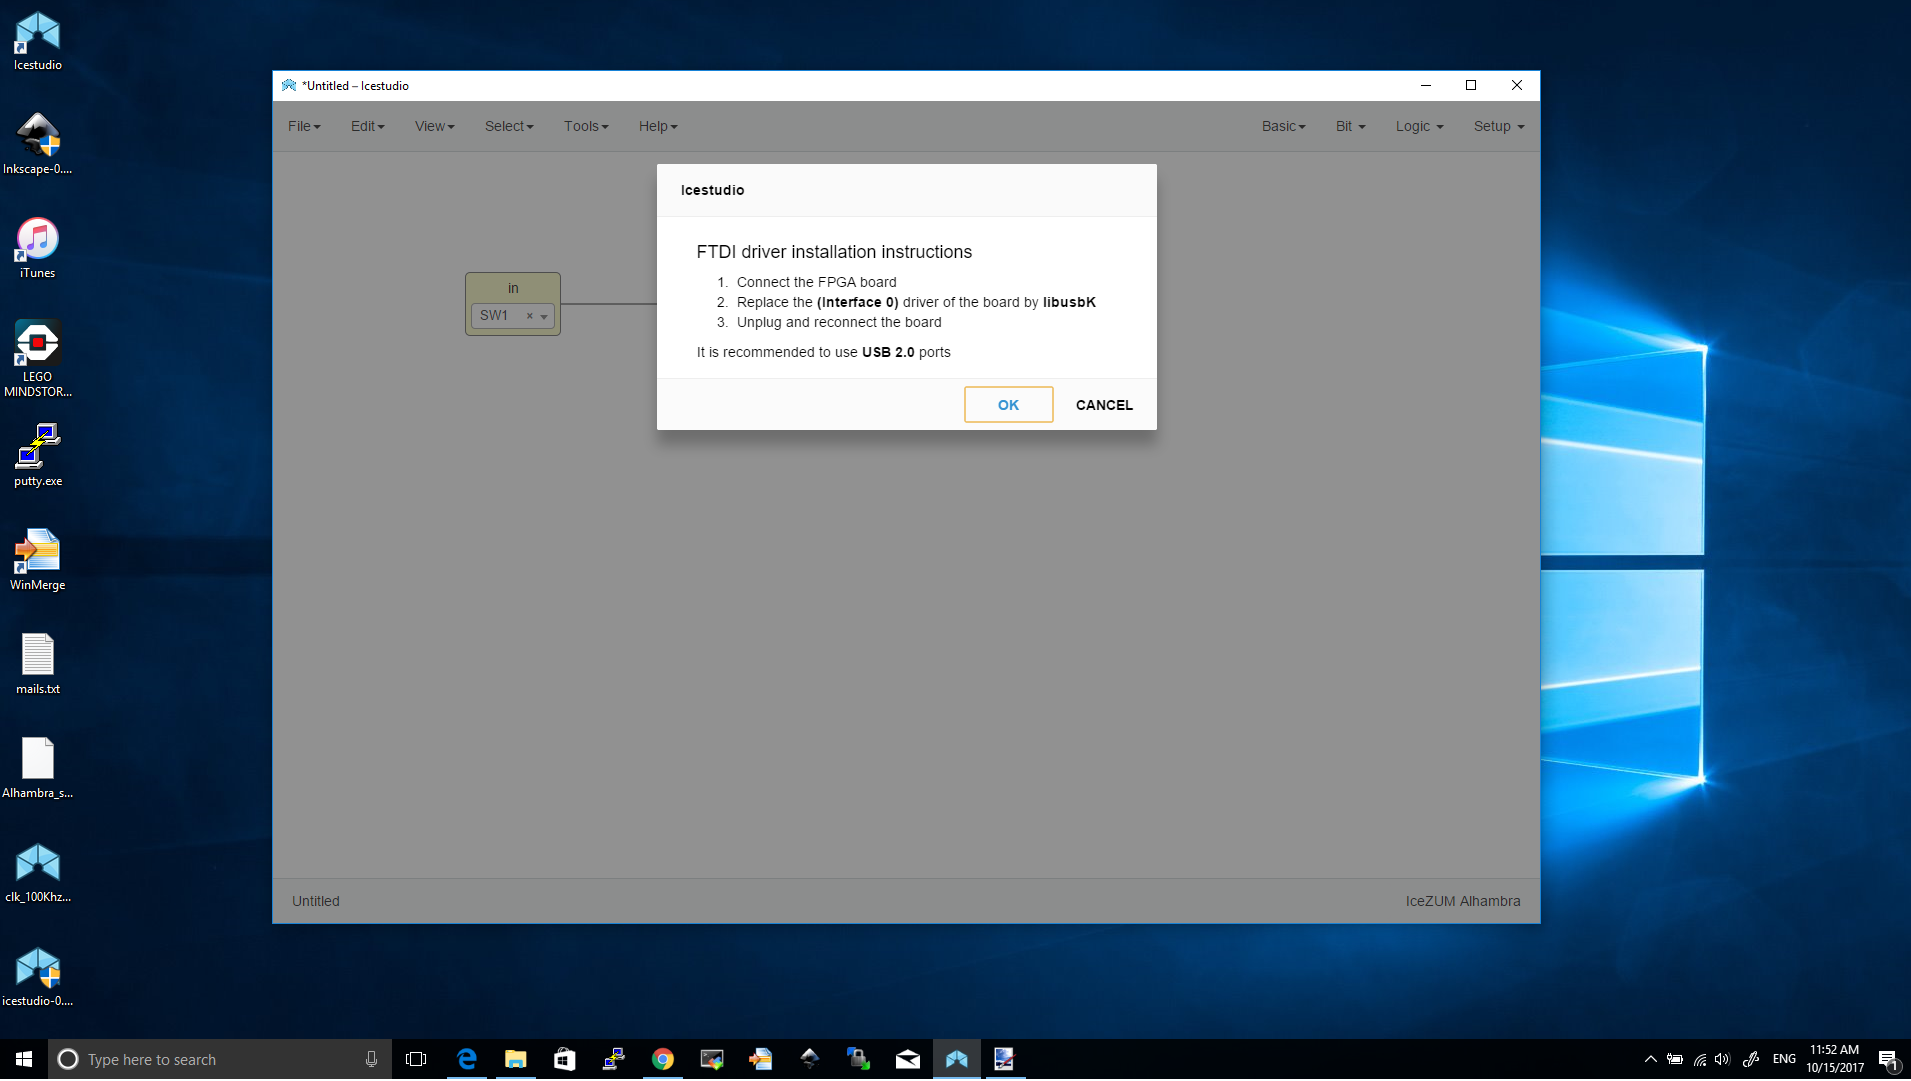 Icestudio
Inkscape-0....
iTunes
LEGO
MINDSTOR...
putty.exe
WinMerge
mails.txt
Alhambra_s...
clk_100Khz...
icestudio-0....
*Untitled – Icestudio
File Edit View Select Tools Help Basic Bit Logic Setup
in
SW1 ×
Icestudio
FTDI driver installation instructions
1. Connect the FPGA board
2. Replace the (Interface 0) driver of the board by libusbK
3. Unplug and reconnect the board
It is recommended to use USB 2.0 ports
OK CANCEL
Untitled IceZUM Alhambra
Type here to search
ENG
11:52 AM
10/15/2017
1